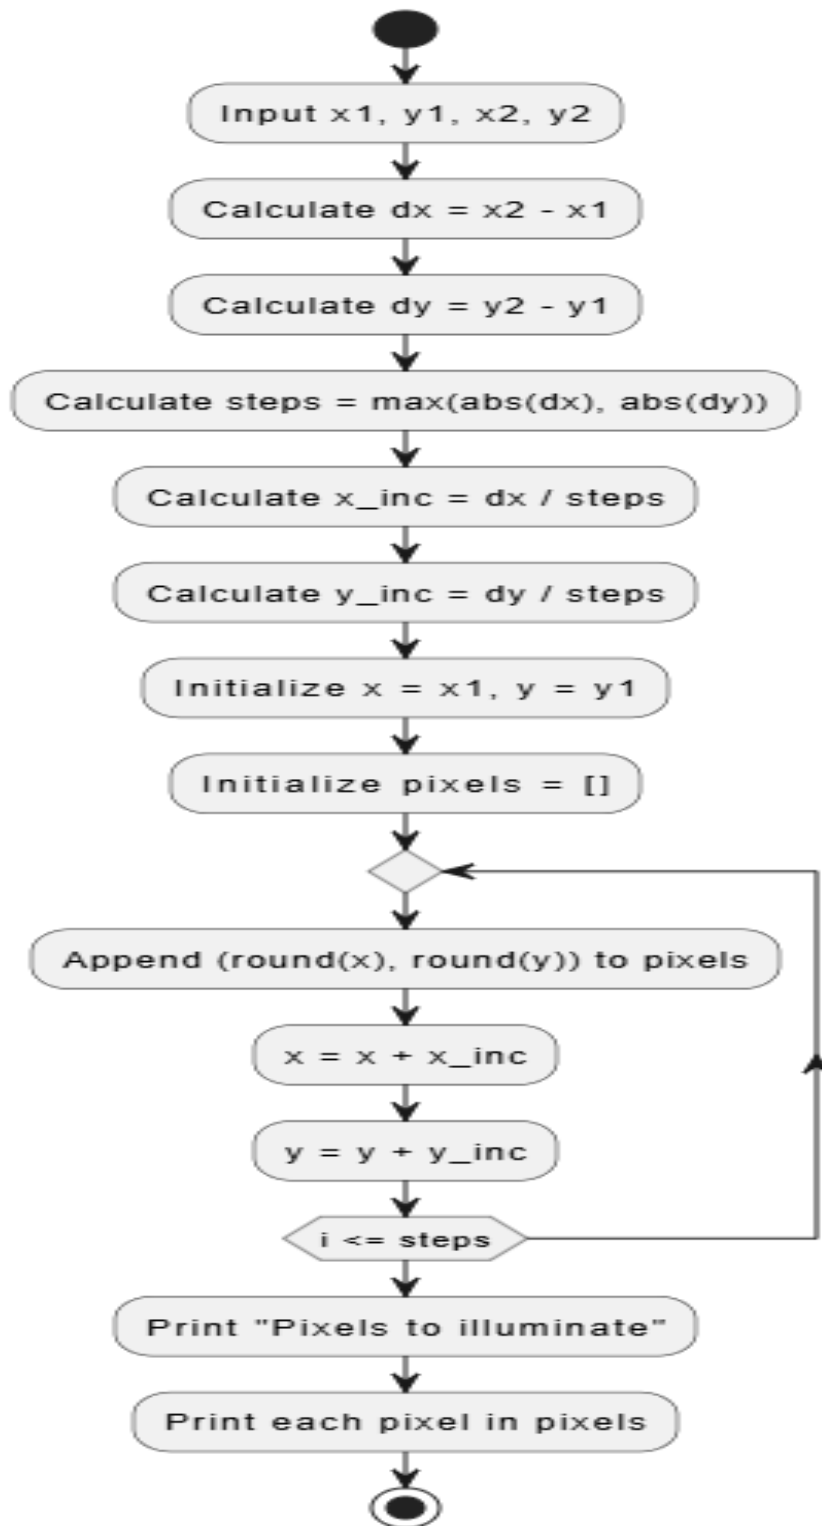 Input x1, y1, x2, y2
Calculate dx = x2 - x1
Calculate dy = y2 - y1
Calculate steps = max(abs(dx), abs(dy))
Calculate x_inc = dx / steps
Calculate y_inc = dy / steps
Initialize x = x1, y = y1
Initialize pixels = []
Append (round(x), round(y)) to pixels
x = x + x_inc
y = y + y_inc
i <= steps
Print "Pixels to illuminate"
Print each pixel in pixels